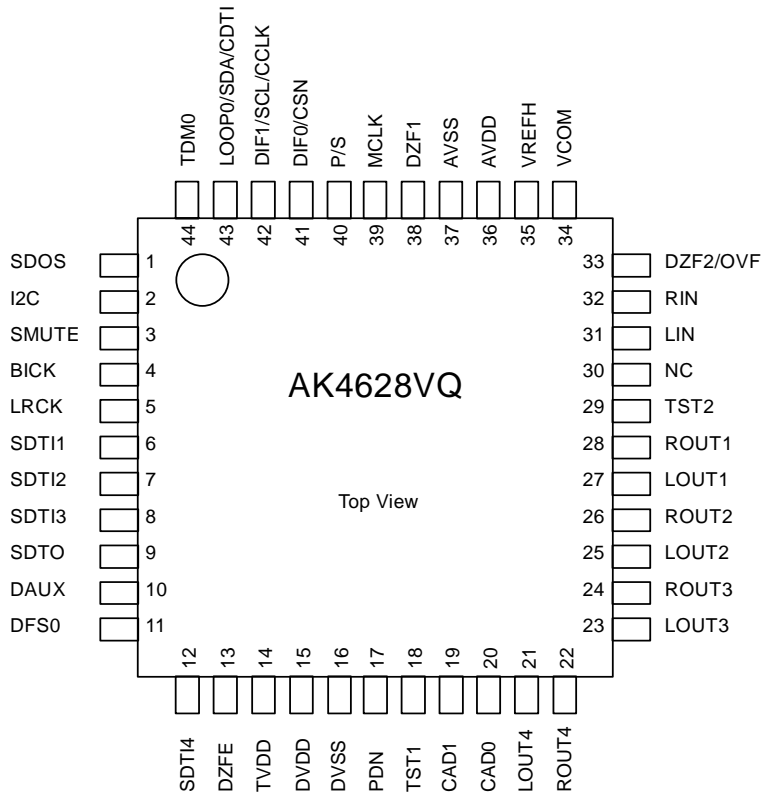 TDM0
LOOP0/SDA/CDTI
DIF1/SCL/CCLK
DIF0/CSN
P/S
MCLK
DZF1
AVSS
AVDD
VREFH
VCOM
44 43 42 41 40 39 38 37 36 35 34
SDOS 1 33 DZF2/OVF
I2C 2 32 RIN
SMUTE 3 31 LIN
BICK 4 30 NC
AK4628VQ
LRCK 5 29 TST2
SDTI1 6 28 ROUT1
SDTI2 7 27 LOUT1
Top View
SDTI3 8 26 ROUT2
SDTO 9 25 LOUT2
DAUX 10 24 ROUT3
DFS0 11 23 LOUT3
12 13 14 15 16 17 18 19 20 21 22
SDTI4
DZFE
TVDD
DVDD
DVSS
PDN
TST1
CAD1
CAD0
LOUT4
ROUT4